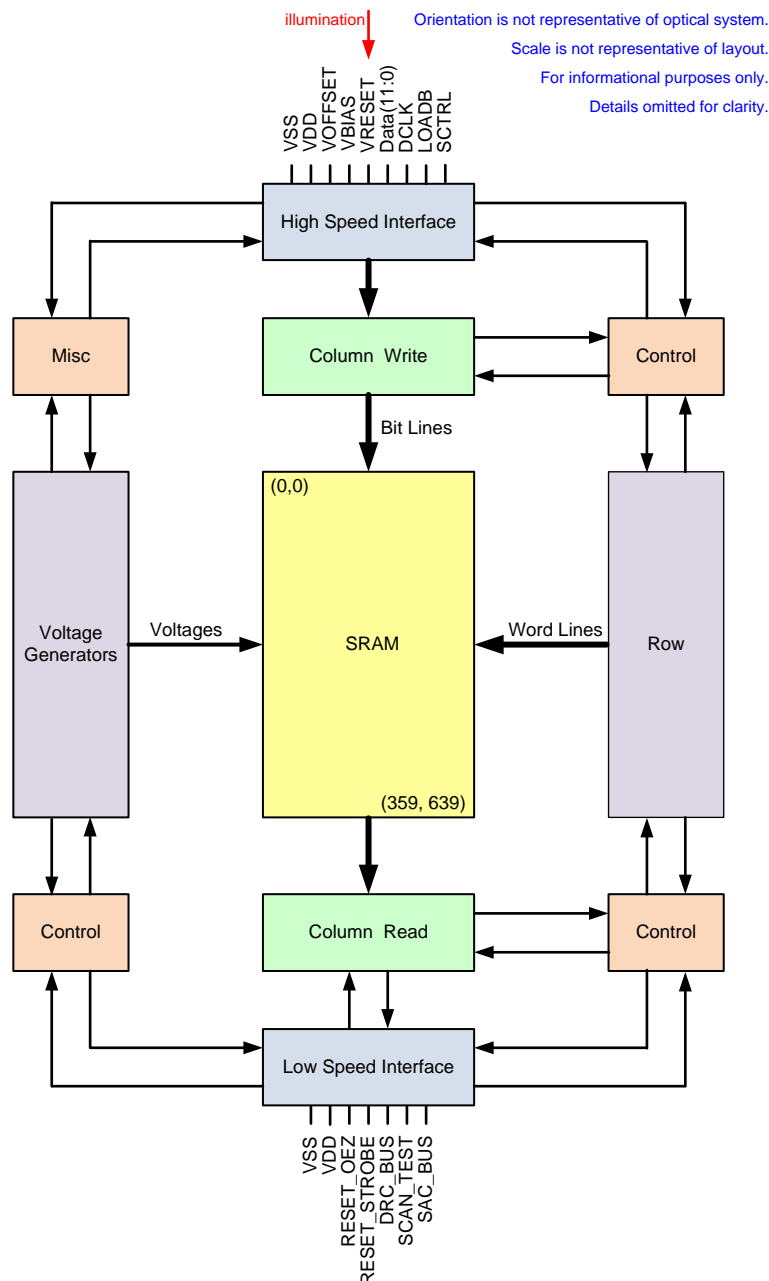 illumination
Orientation is not representative of optical system.
Scale is not representative of layout.
For informational purposes only.
Details omitted for clarity.
VSS
VDD
VOFFSET
VBIAS
VRESET
Data(11:0)
DCLK
LOADB
SCTRL
High Speed Interface
Misc
Column Write
Control
Bit Lines
(0,0)
Voltage
Generators
Voltages
SRAM
Word Lines
Row
(359, 639)
Control
Column Read
Control
Low Speed Interface
VSS
VDD
RESET_OEZ
RESET_STROBE
DRC_BUS
SCAN_TEST
SAC_BUS